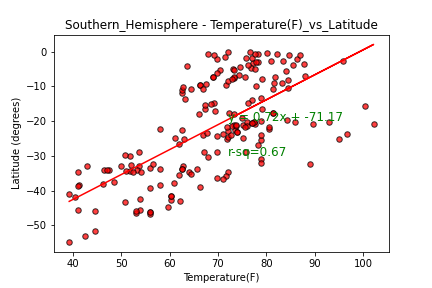 Southern_Hemisphere - Temperature(F)_vs_Latitude
0
−10
−20
−30
−40
−50
Latitude (degrees)
y = 0.72x + -71.17
r-sq=0.67
40 50 60 70 80 90 100
Temperature(F)